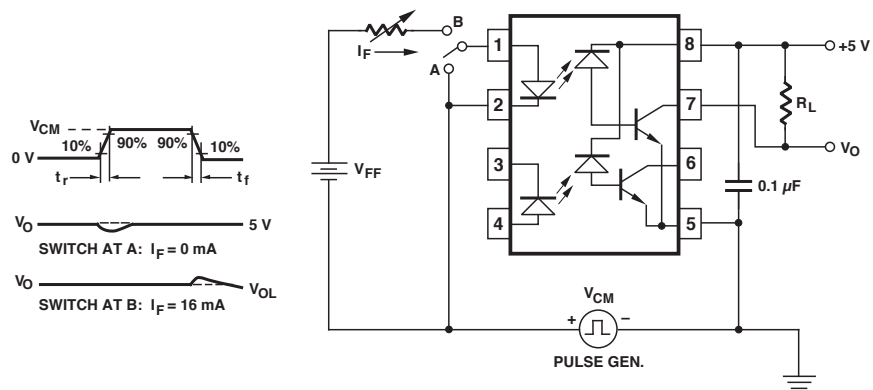 V_CM
0 V
10%
90%
90%
10%
t_r
t_f
V_O
5 V
SWITCH AT A: I_F = 0 mA
V_O
V_OL
SWITCH AT B: I_F = 16 mA
I_F
B
A
V_FF
1
2
3
4
8
7
6
5
+5 V
R_L
V_O
0.1 µF
V_CM
+
–
PULSE GEN.